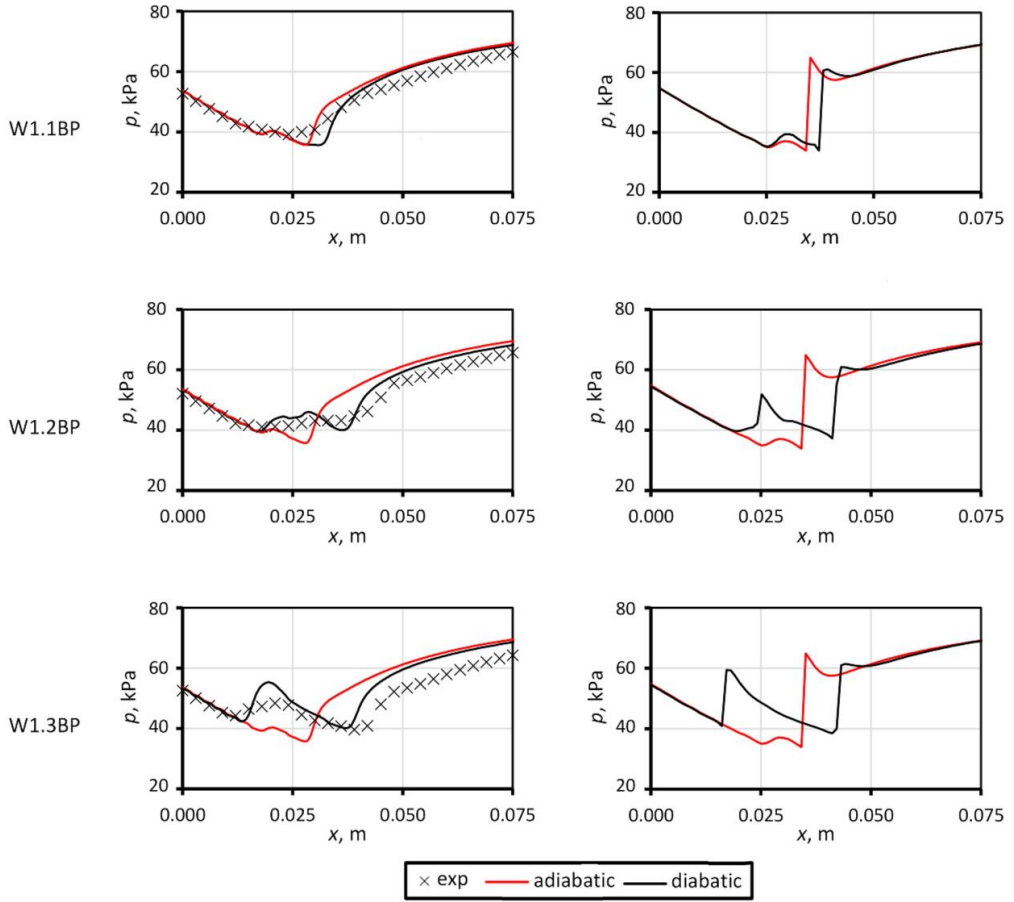 80 80
60 60
W1.1BP p, kPa p, kPa
40 40
20 20
0.000 0.025 0.050 0.075 0.000 0.025 0.050 0.075
x, m x, m
80 80
60 60
W1.2BP p, kPa p, kPa
40 40
20 20
0.000 0.025 0.050 0.075 0.000 0.025 0.050 0.075
x, m x, m
80 80
60 60
W1.3BP p, kPa p, kPa
40 40
20 20
0.000 0.025 0.050 0.075 0.000 0.025 0.050 0.075
x, m x, m
exp adiabatic diabatic